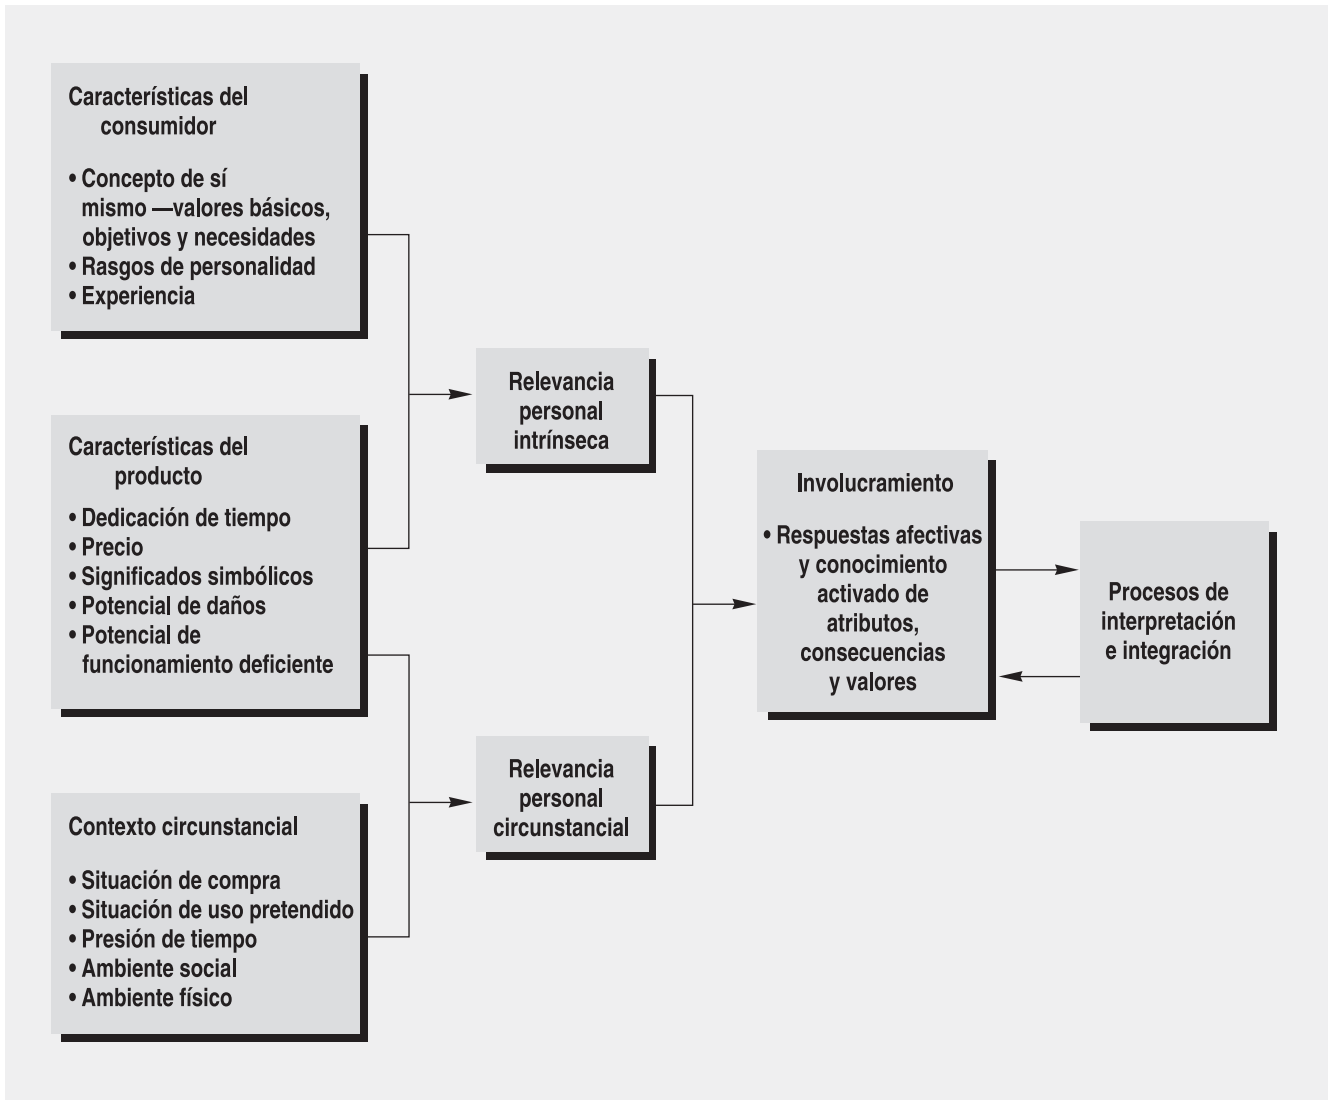 Características del
consumidor
• Concepto de sí
mismo —valores básicos,
objetivos y necesidades
• Rasgos de personalidad
• Experiencia
Características del
producto
• Dedicación de tiempo
• Precio
• Significados simbólicos
• Potencial de daños
• Potencial de
funcionamiento deficiente
Contexto circunstancial
• Situación de compra
• Situación de uso pretendido
• Presión de tiempo
• Ambiente social
• Ambiente físico
Relevancia
personal
intrínseca
Relevancia
personal
circunstancial
Involucramiento
• Respuestas afectivas
y conocimiento
activado de
atributos,
consecuencias
y valores
Procesos de
interpretación
e integración